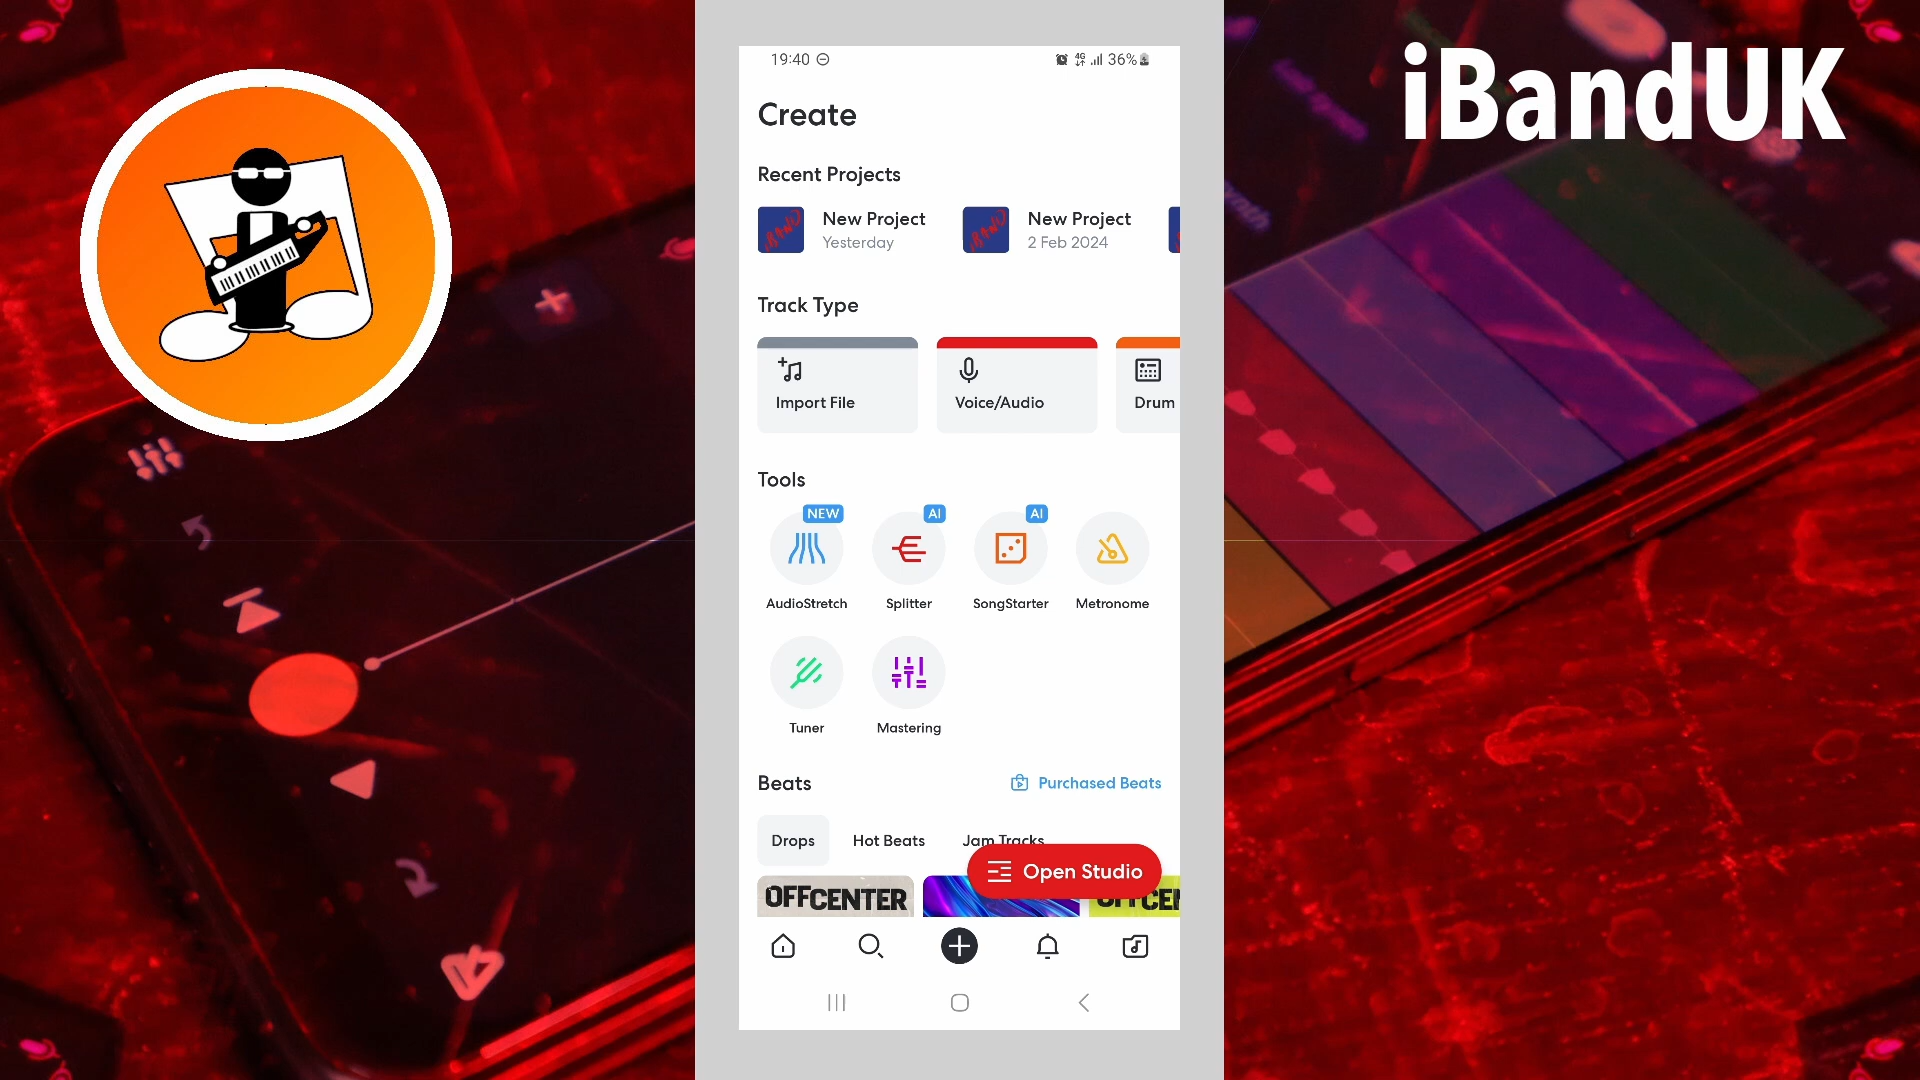 iBandUK
19:40
4G 36%
Create
Recent Projects
New Project
Yesterday
New Project
2 Feb 2024
Track Type
Import File
Voice/Audio
Drum
Tools
NEW
AI
AI
AudioStretch
Splitter
SongStarter
Metronome
Tuner
Mastering
Beats
Purchased Beats
Drops
Hot Beats
Jam Tracks
Open Studio
OFFCENTER